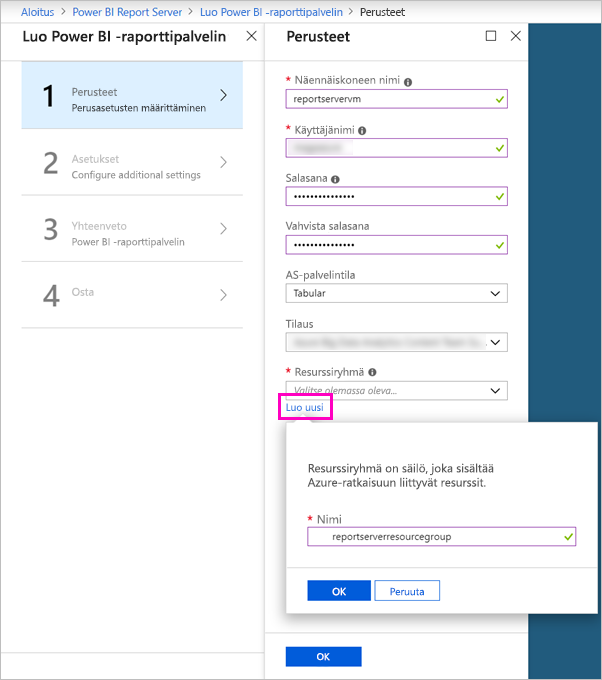 Aloitus > Power BI Report Server > Luo Power BI -raporttipalvelin > Perusteet
Luo Power BI -raporttipalvelin
1
Perusteet
Perusasetusten määrittäminen
2
Asetukset
Configure additional settings
3
Yhteenveto
Power BI -raporttipalvelin
4
Osta
Perusteet
* Näennäiskoneen nimi
reportservervm
* Käyttäjänimi
Salasana
•••••••••••••••
Vahvista salasana
•••••••••••••••
AS-palvelintila
Tabular
Tilaus
* Resurssiryhmä
Valitse olemassa oleva...
Luo uusi
Resurssiryhmä on säilö, joka sisältää
Azure-ratkaisuun liittyvät resurssit.
* Nimi
reportserverresourcegroup
OK
Peruuta
OK